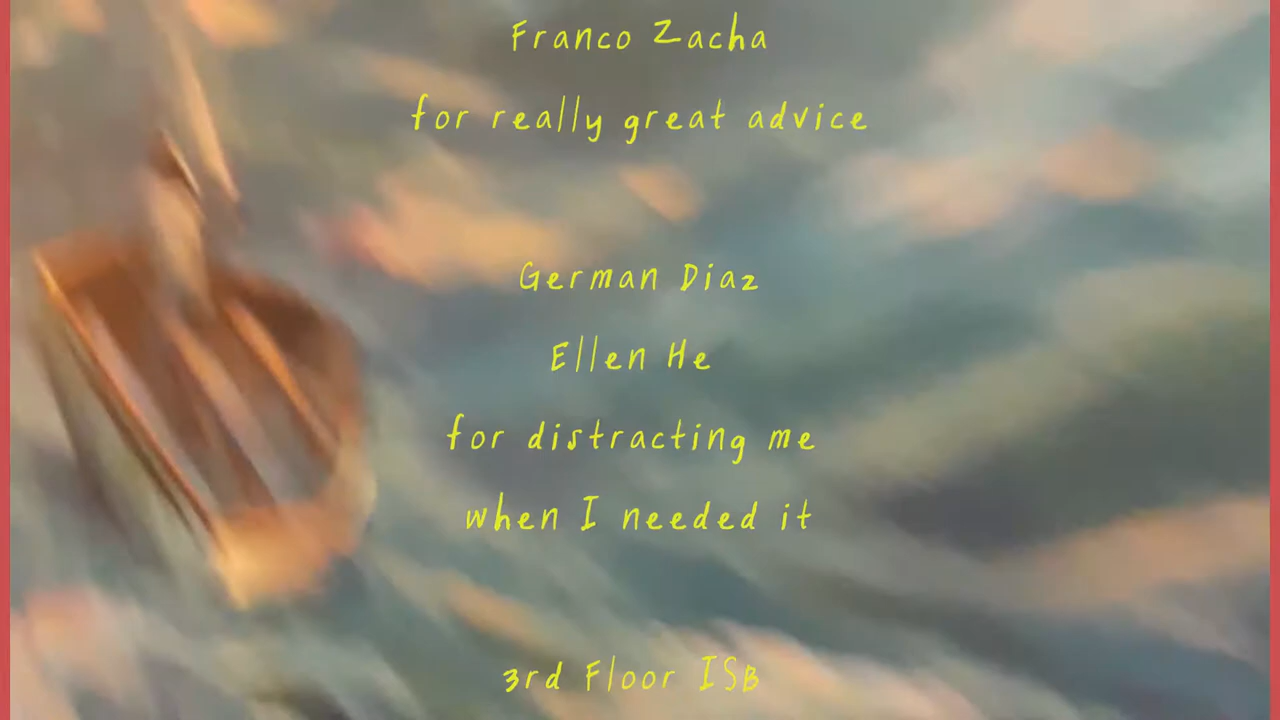 Franco Zacha
for really great advice
German Diaz
Ellen He
for distracting me
when I needed it
3rd Floor ISB